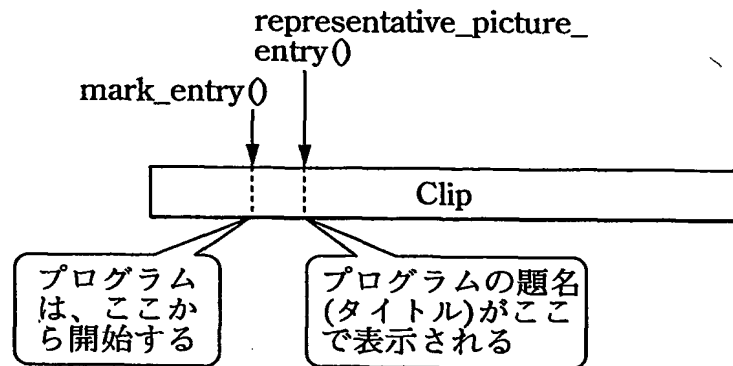 representative_picture_
entry()
mark_entry()
Clip
プログラム
は、ここか
ら開始する
プログラムの題名
(タイトル)がここ
で表示される